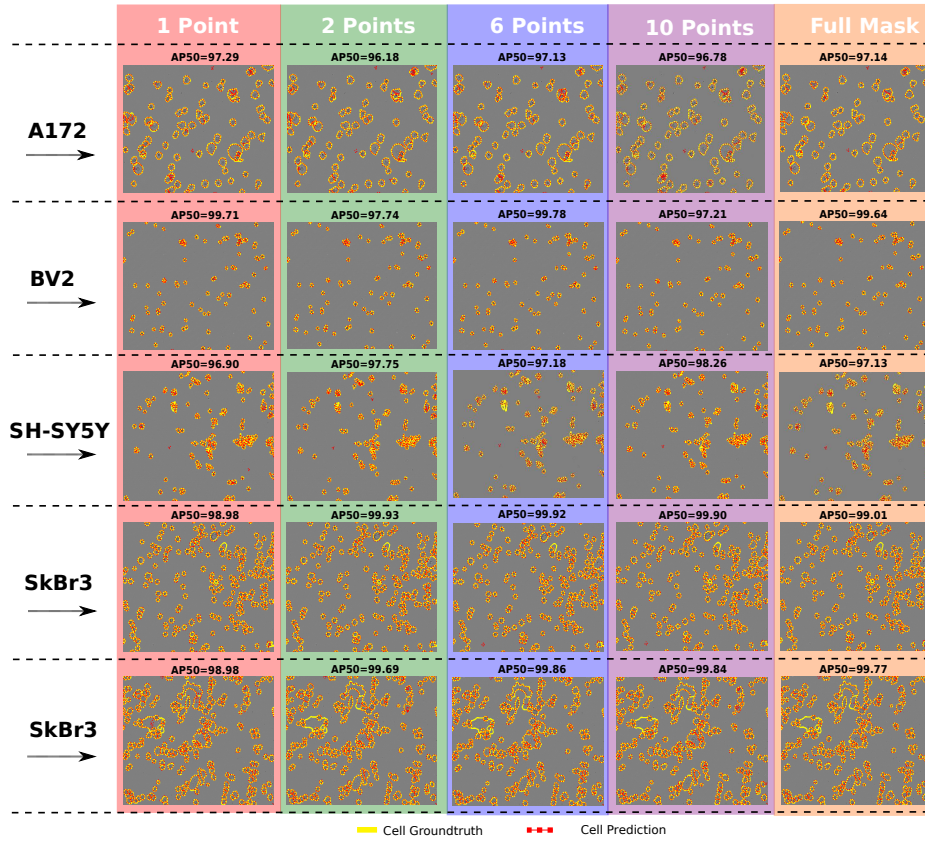 1 Point 2 Points 6 Points 10 Points Full Mask
AP50=97.29 AP50=96.18 AP50=97.13 AP50=96.78 AP50=97.14
A172
AP50=99.71 AP50=97.74 AP50=99.78 AP50=97.21 AP50=99.64
BV2
AP50=96.90 AP50=97.75 AP50=97.18 AP50=98.26 AP50=97.13
SH-SY5Y
AP50=98.98 AP50=99.93 AP50=99.92 AP50=99.90 AP50=99.01
SkBr3
AP50=98.98 AP50=99.69 AP50=99.86 AP50=99.84 AP50=99.77
SkBr3
Cell Groundtruth Cell Prediction